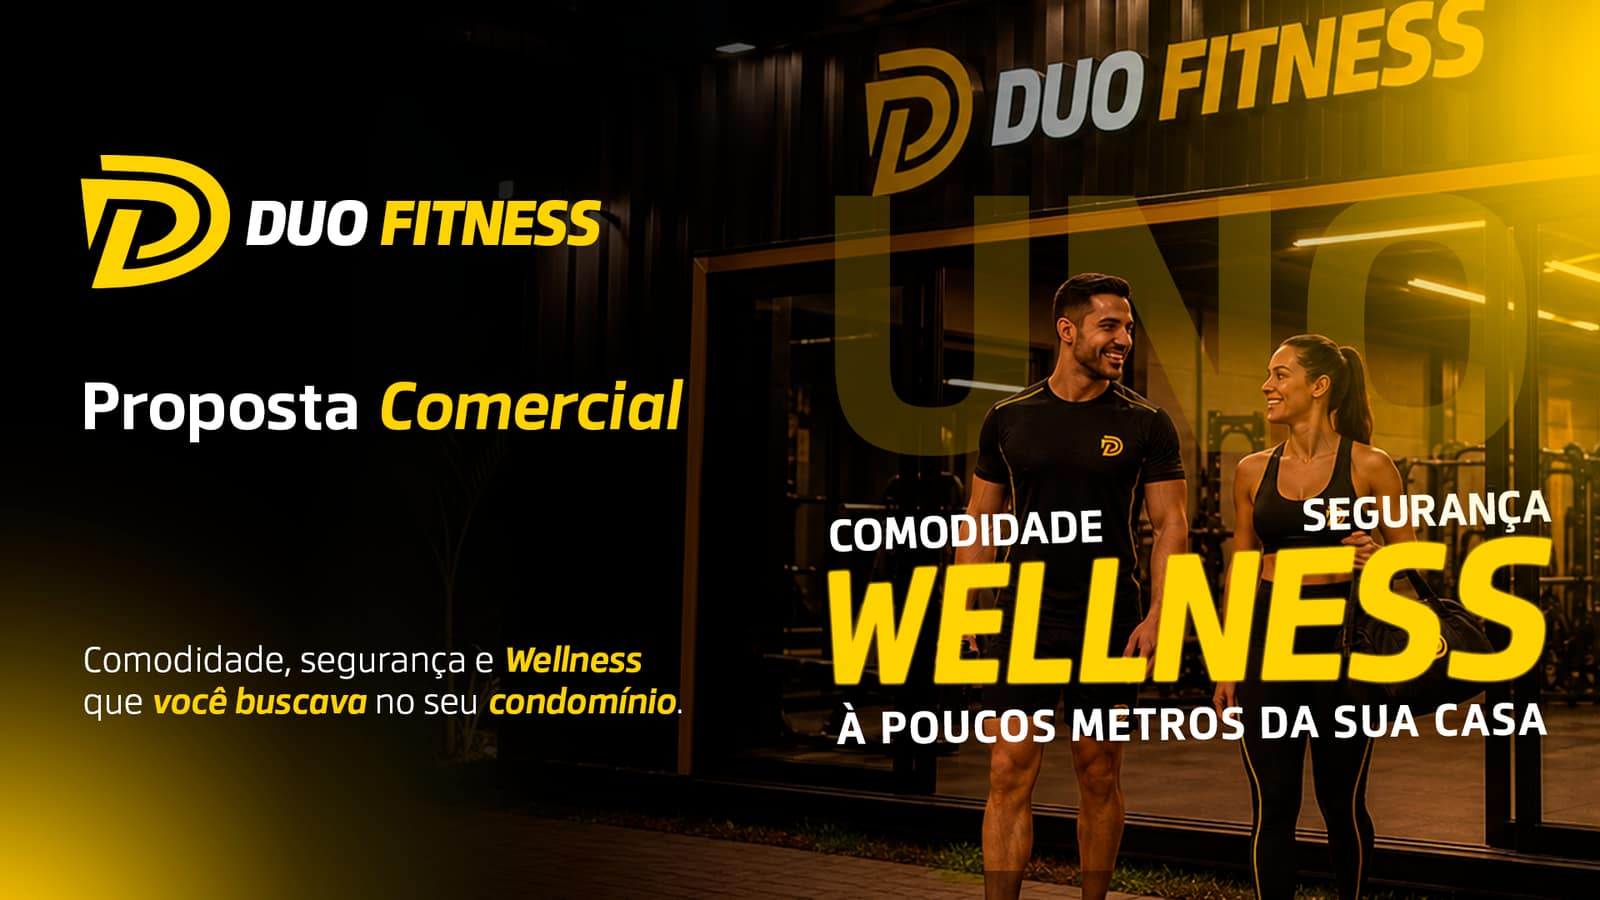 DUO FITNESS
Proposta Comercial
Comodidade, segurança e Wellness
que você buscava no seu condomínio.
DUO FITNESS
UNO
COMODIDADE
SEGURANÇA
WELLNESS
À POUCOS METROS DA SUA CASA